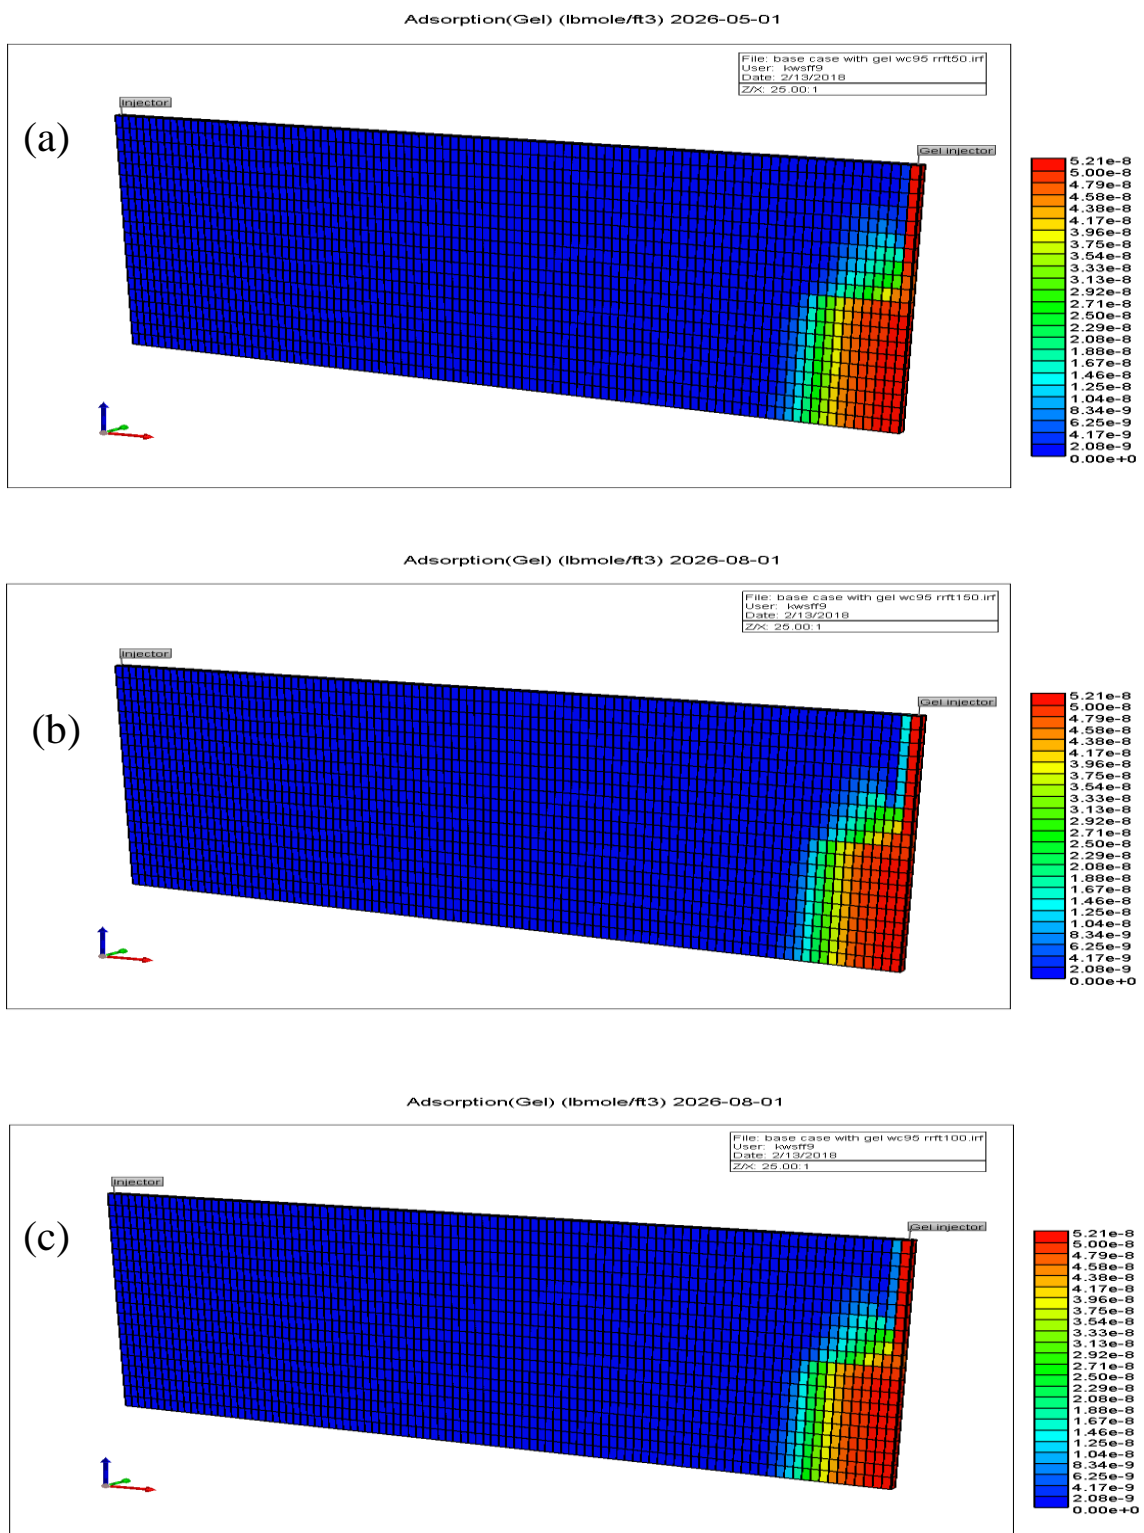 Adsorption(Gel) (lbmole/ft3) 2026-05-01
File: base case with gel wc95 rrft50.irf
User: kwsff9
Date: 2/13/2018
Z/X: 25.00:1
Injector
(a)
Gel injector
5.21e-8
5.00e-8
4.79e-8
4.58e-8
4.38e-8
4.17e-8
3.96e-8
3.75e-8
3.54e-8
3.33e-8
3.13e-8
2.92e-8
2.71e-8
2.50e-8
2.29e-8
2.08e-8
1.88e-8
1.67e-8
1.46e-8
1.25e-8
1.04e-8
8.34e-9
6.25e-9
4.17e-9
2.08e-9
0.00e+0
Adsorption(Gel) (lbmole/ft3) 2026-08-01
File: base case with gel wc95 rrft150.irf
User: kwsff9
Date: 2/13/2018
Z/X: 25.00:1
Injector
(b)
Gel injector
5.21e-8
5.00e-8
4.79e-8
4.58e-8
4.38e-8
4.17e-8
3.96e-8
3.75e-8
3.54e-8
3.33e-8
3.13e-8
2.92e-8
2.71e-8
2.50e-8
2.29e-8
2.08e-8
1.88e-8
1.67e-8
1.46e-8
1.25e-8
1.04e-8
8.34e-9
6.25e-9
4.17e-9
2.08e-9
0.00e+0
Adsorption(Gel) (lbmole/ft3) 2026-08-01
File: base case with gel wc95 rrft100.irf
User: kwsff9
Date: 2/13/2018
Z/X: 25.00:1
Injector
(c)
Gel injector
5.21e-8
5.00e-8
4.79e-8
4.58e-8
4.38e-8
4.17e-8
3.96e-8
3.75e-8
3.54e-8
3.33e-8
3.13e-8
2.92e-8
2.71e-8
2.50e-8
2.29e-8
2.08e-8
1.88e-8
1.67e-8
1.46e-8
1.25e-8
1.04e-8
8.34e-9
6.25e-9
4.17e-9
2.08e-9
0.00e+0